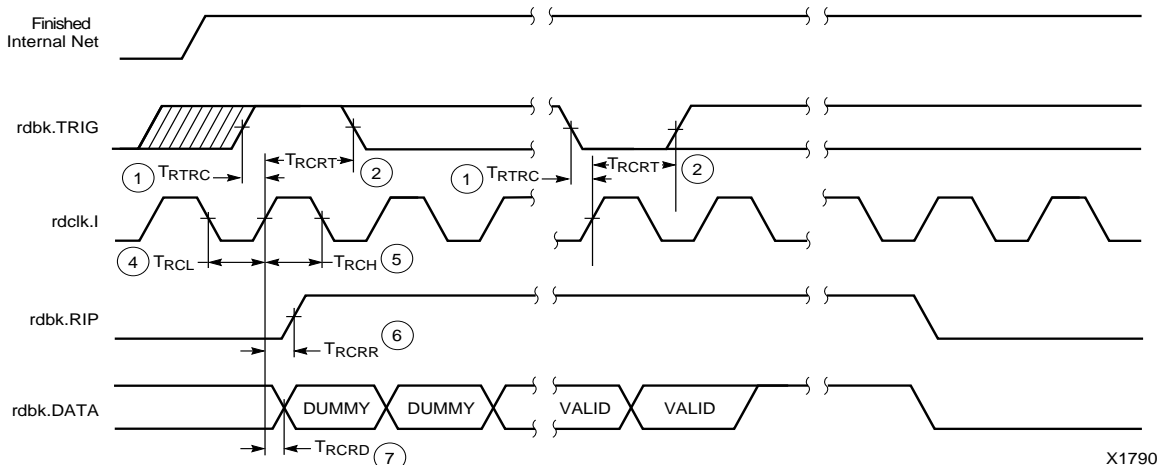 Finished
Internal Net
rdbk.TRIG
TRCRT
2
1
TRTRC
TRCRT
2
1
TRTRC
rdclk.I
4
TRCL
TRCH
5
rdbk.RIP
6
TRCRR
rdbk.DATA
DUMMY
DUMMY
VALID
VALID
TRCRD
7
X1790